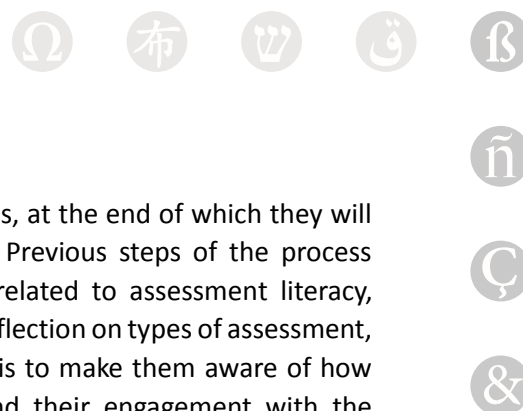 Ω 布 שׁ ق ß
ñ
s, at the end of which they will
Previous steps of the process
Ç
related to assessment literacy,
flection on types of assessment,
is to make them aware of how
&
nd their engagement with the